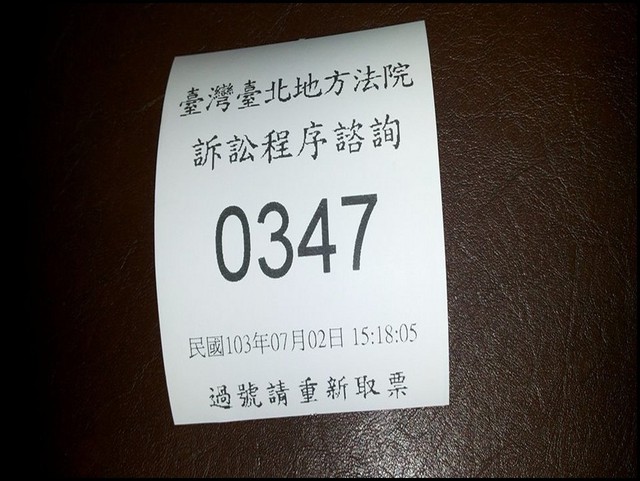 臺灣臺北地方法院
訴訟程序諮詢
0347
民國103年07月02日 15:18:05
過號請重新取票